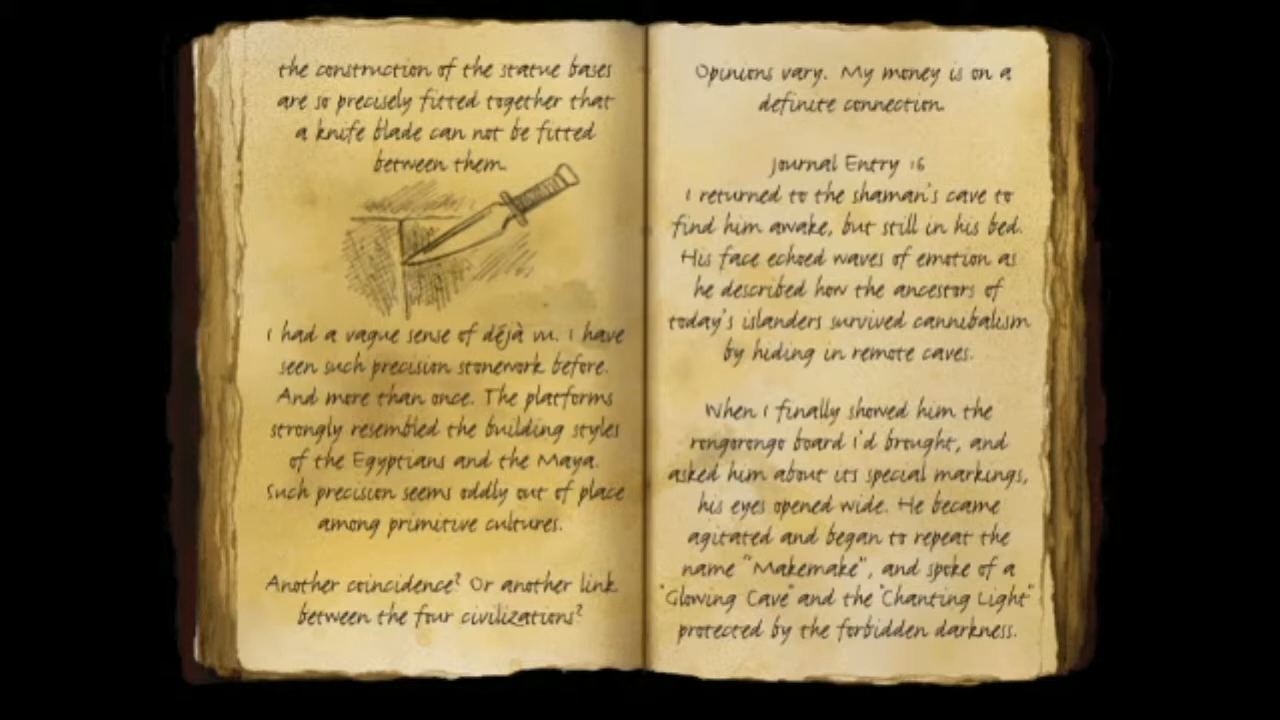 the construction of the statue bases
are so precisely fitted together that
a knife blade can not be fitted
between them.
I had a vague sense of déjà vu. I have
seen such precision stonework before.
And more than once. The platforms
strongly resembled the building styles
of the Egyptians and the Maya.
Such precision seems oddly out of place
among primitive cultures.
Another coincidence? Or another link
between the four civilizations?
Opinions vary. My money is on a
definite connection.
Journal Entry 16
I returned to the shaman's cave to
find him awake, but still in his bed.
His face echoed waves of emotion as
he described how the ancestors of
today's islanders survived cannibalism
by hiding in remote caves.
When I finally showed him the
rongorongo board I'd brought, and
asked him about its special markings,
his eyes opened wide. He became
agitated and began to repeat the
name "Makemake", and spoke of a
"Glowing Cave" and the "Chanting Light"
protected by the forbidden darkness.